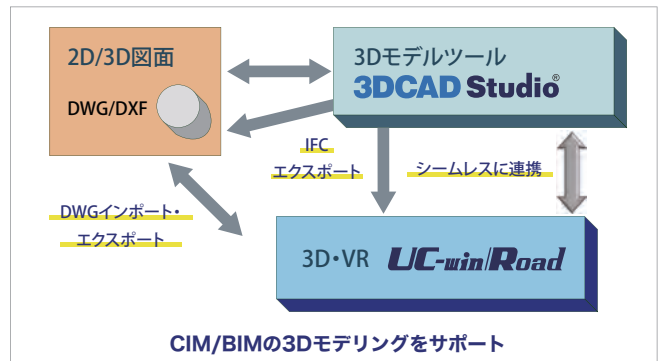 2D/3D図面
DWG/DXF
3Dモデルツール
3DCAD Studio®
IFC
エクスポート
シームレスに連携
DWGインポート・
エクスポート
3D・VR UC-win/Road
CIM/BIMの3Dモデリングをサポート